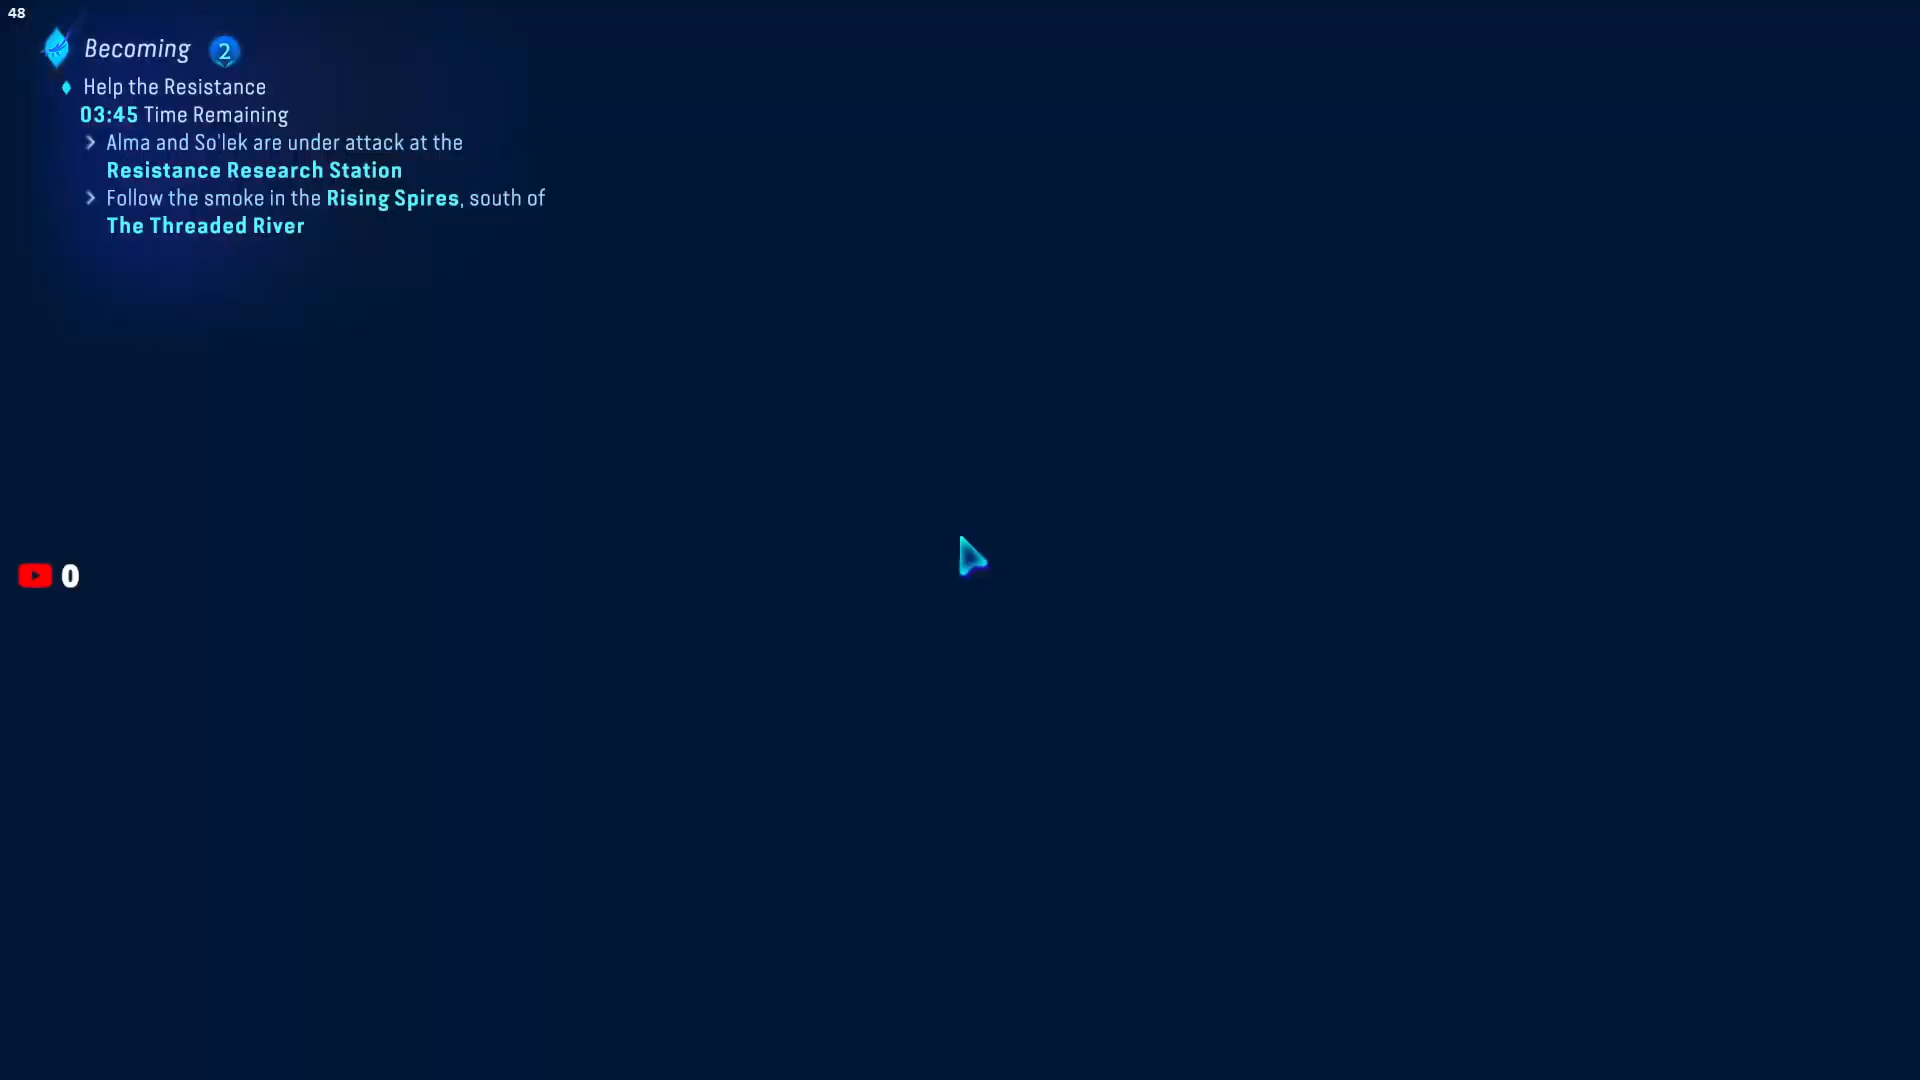 48
Becoming 2
Help the Resistance
03:45 Time Remaining
Alma and So'lek are under attack at the
Resistance Research Station
Follow the smoke in the Rising Spires, south of
The Threaded River
0